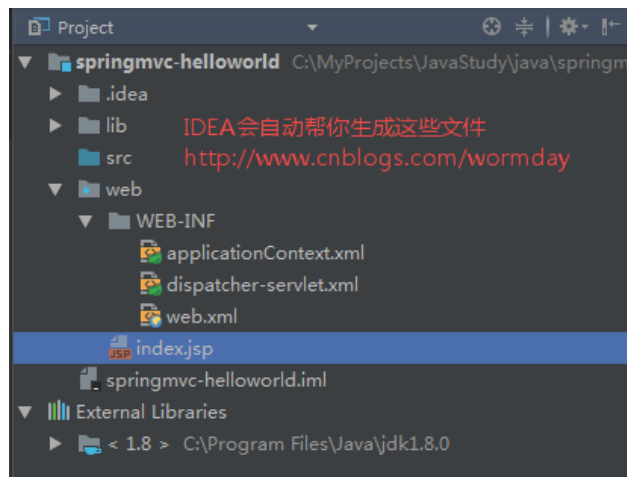 Project
springmvc-helloworld C:\MyProjects\JavaStudy\java\springm
.idea
lib IDEA会自动帮你生成这些文件
src http://www.cnblogs.com/wormday
web
WEB-INF
applicationContext.xml
dispatcher-servlet.xml
web.xml
JSP index.jsp
springmvc-helloworld.iml
External Libraries
< 1.8 > C:\Program Files\Java\jdk1.8.0